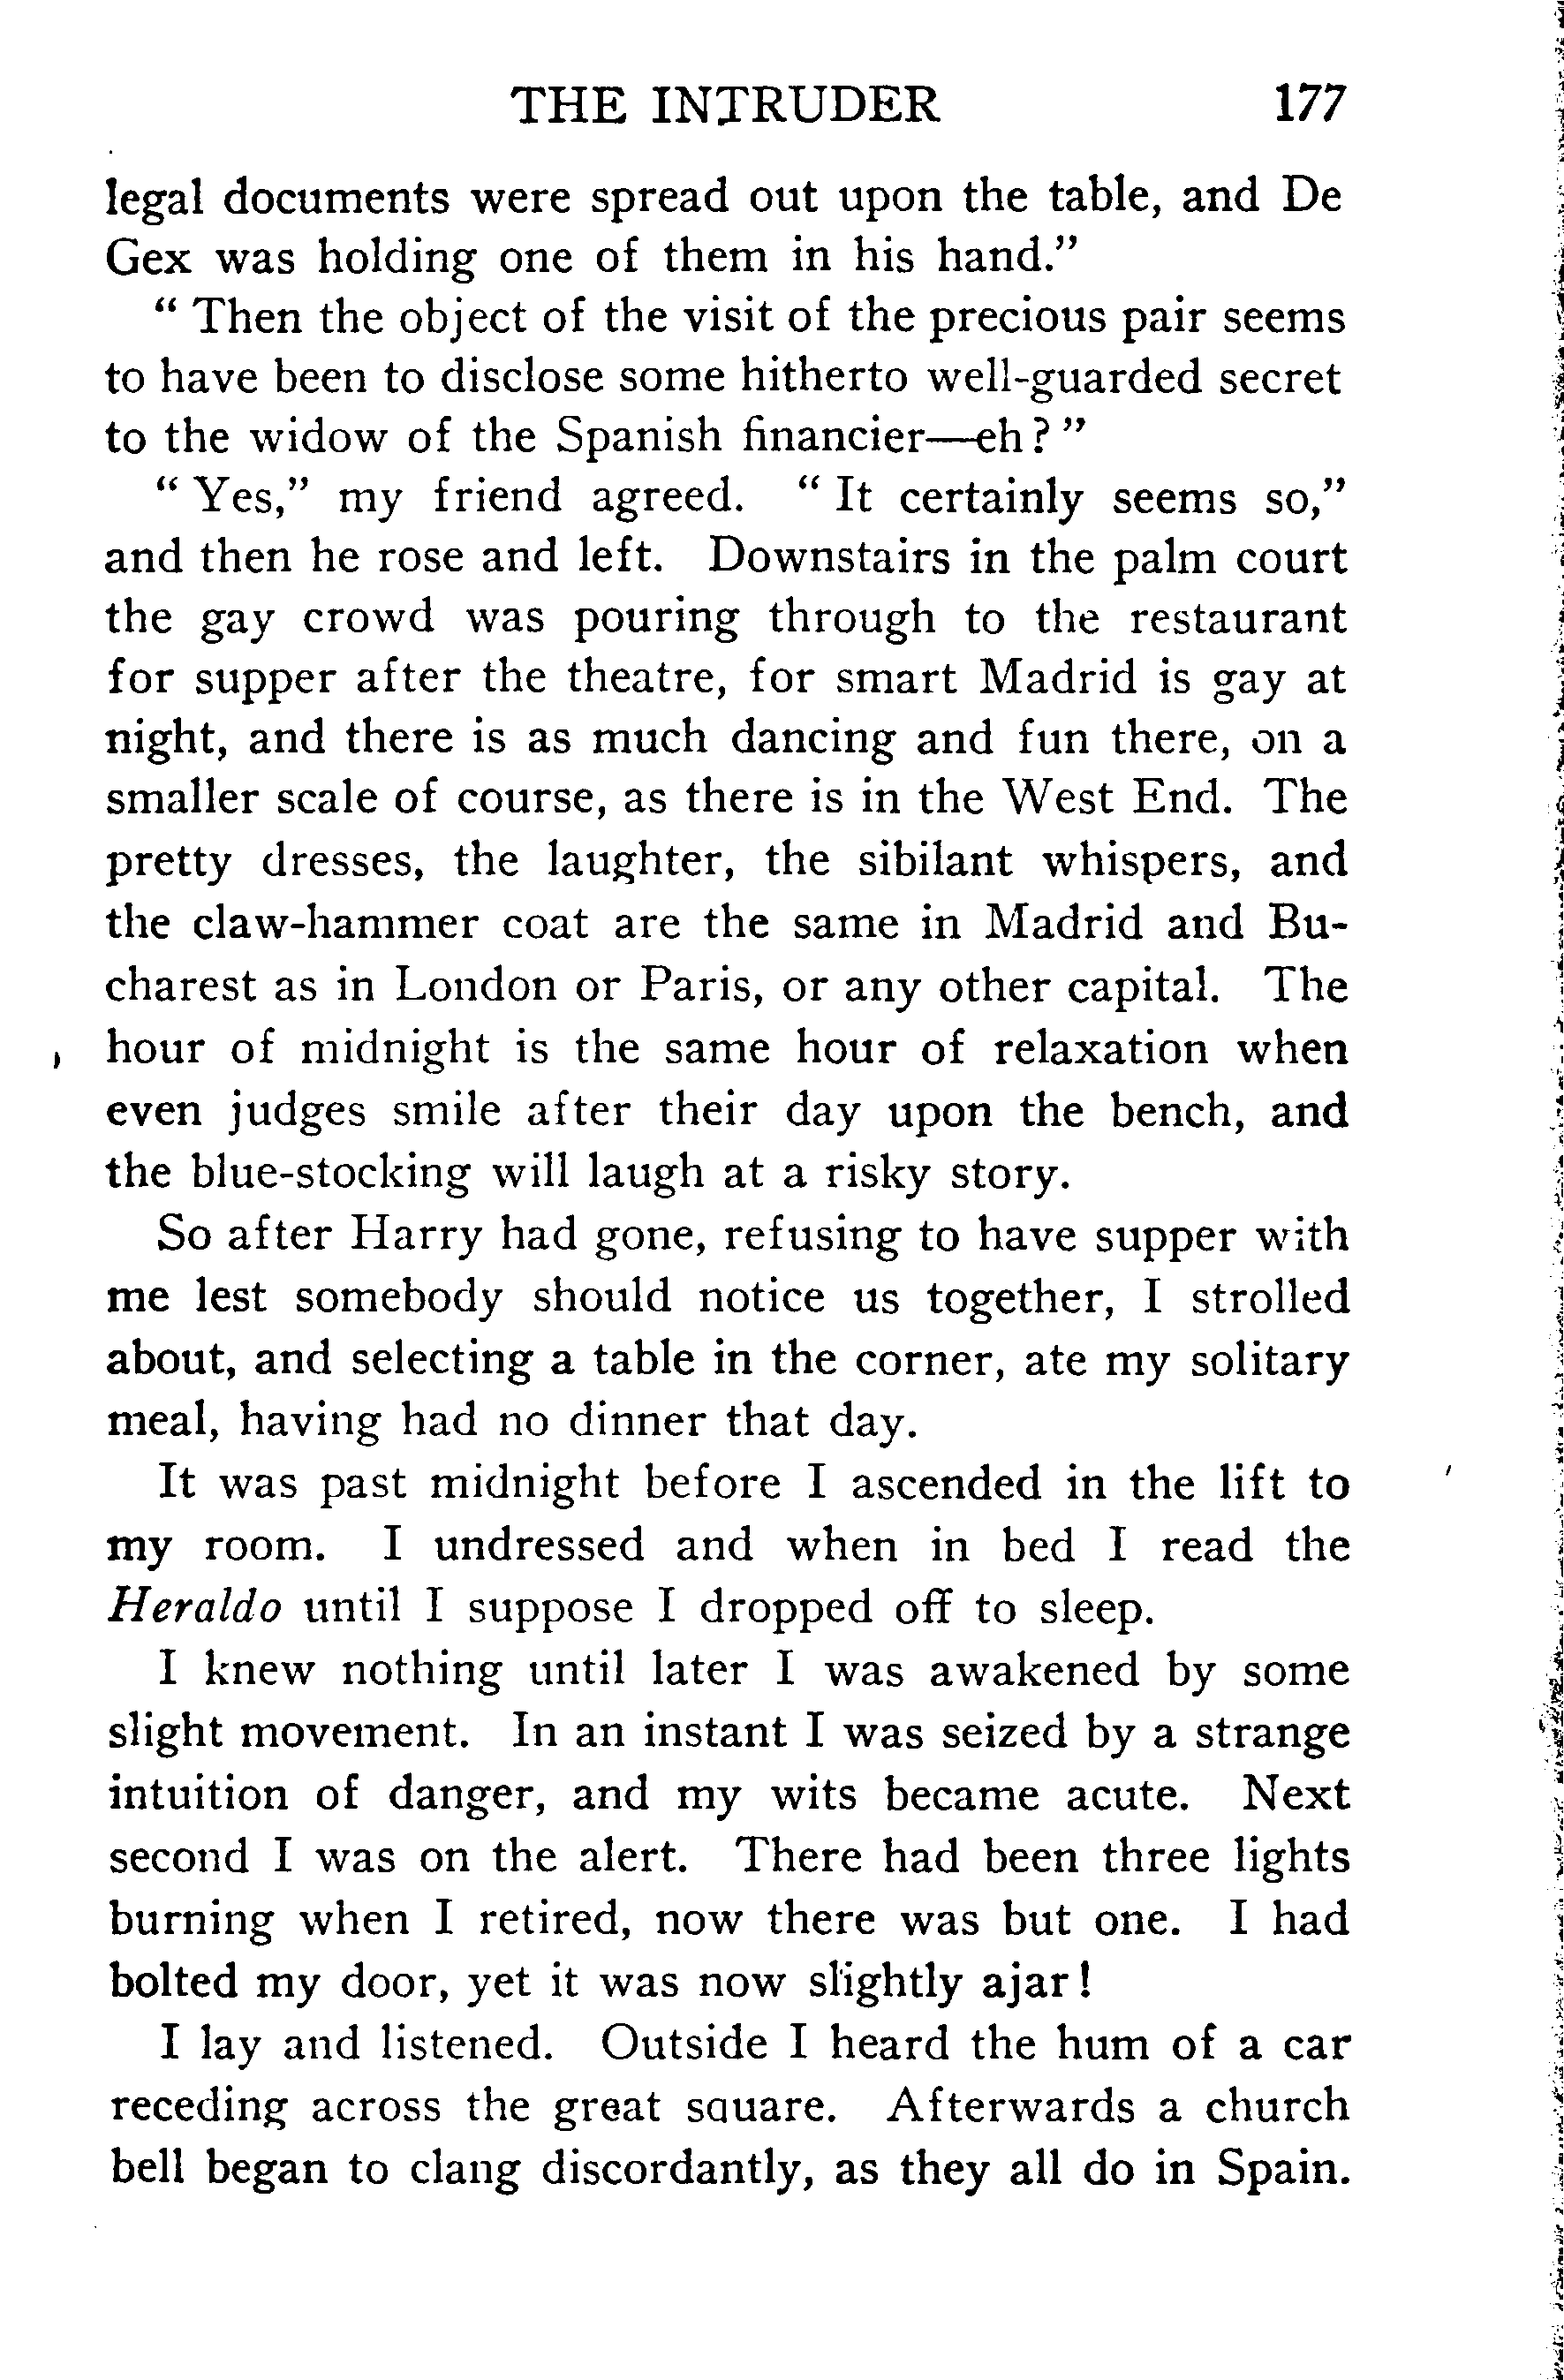 THE INTRUDER 177
legal documents were spread out upon the table, and De
Gex was holding one of them in his hand."
" Then the object of the visit of the precious pair seems
to have been to disclose some hitherto well-guarded secret
to the widow of the Spanish financier—eh?"
" Yes," my friend agreed. " It certainly seems so,"
and then he rose and left. Downstairs in the palm court
the gay crowd was pouring through to the restaurant
for supper after the theatre, for smart Madrid is gay at
night, and there is as much dancing and fun there, on a
smaller scale of course, as there is in the West End. The
pretty dresses, the laughter, the sibilant whispers, and
the claw-hammer coat are the same in Madrid and Bu-
charest as in London or Paris, or any other capital. The
hour of midnight is the same hour of relaxation when
even judges smile after their day upon the bench, and
the blue-stocking will laugh at a risky story.
So after Harry had gone, refusing to have supper with
me lest somebody should notice us together, I strolled
about, and selecting a table in the corner, ate my solitary
meal, having had no dinner that day.
It was past midnight before I ascended in the lift to
my room. I undressed and when in bed I read the
Heraldo until I suppose I dropped off to sleep.
I knew nothing until later I was awakened by some
slight movement. In an instant I was seized by a strange
intuition of danger, and my wits became acute. Next
second I was on the alert. There had been three lights
burning when I retired, now there was but one. I had
bolted my door, yet it was now slightly ajar!
I lay and listened. Outside I heard the hum of a car
receding across the great square. Afterwards a church
bell began to clang discordantly, as they all do in Spain.